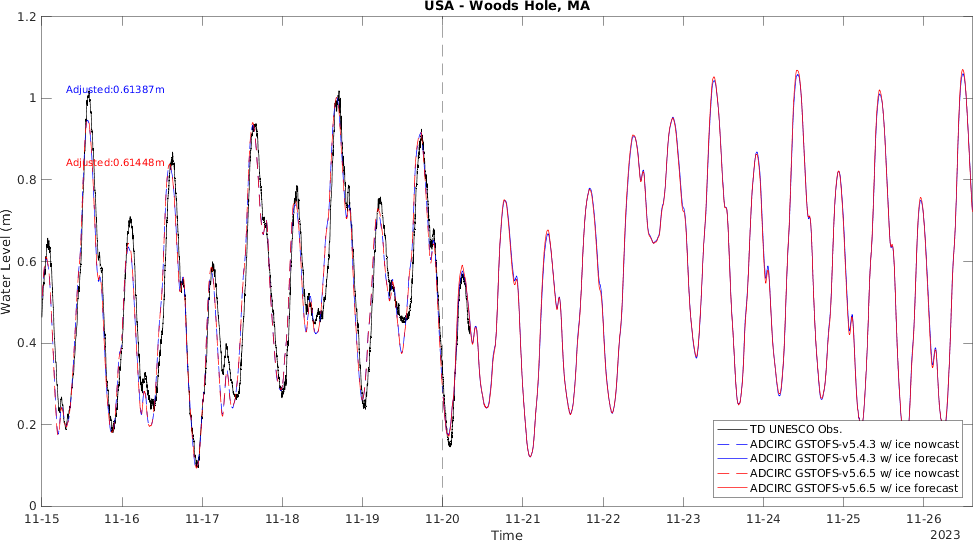 USA - Woods Hole, MA
1.2
1
0.8
0.6
0.4
0.2
0
Water Level (m)
Adjusted:0.61387m
Adjusted:0.61448m
TD UNESCO Obs.
ADCIRC GSTOFS-v5.4.3 w/ ice nowcast
ADCIRC GSTOFS-v5.4.3 w/ ice forecast
ADCIRC GSTOFS-v5.6.5 w/ ice nowcast
ADCIRC GSTOFS-v5.6.5 w/ ice forecast
11-15 11-16 11-17 11-18 11-19 11-20 11-21 11-22 11-23 11-24 11-25 11-26
2023
Time